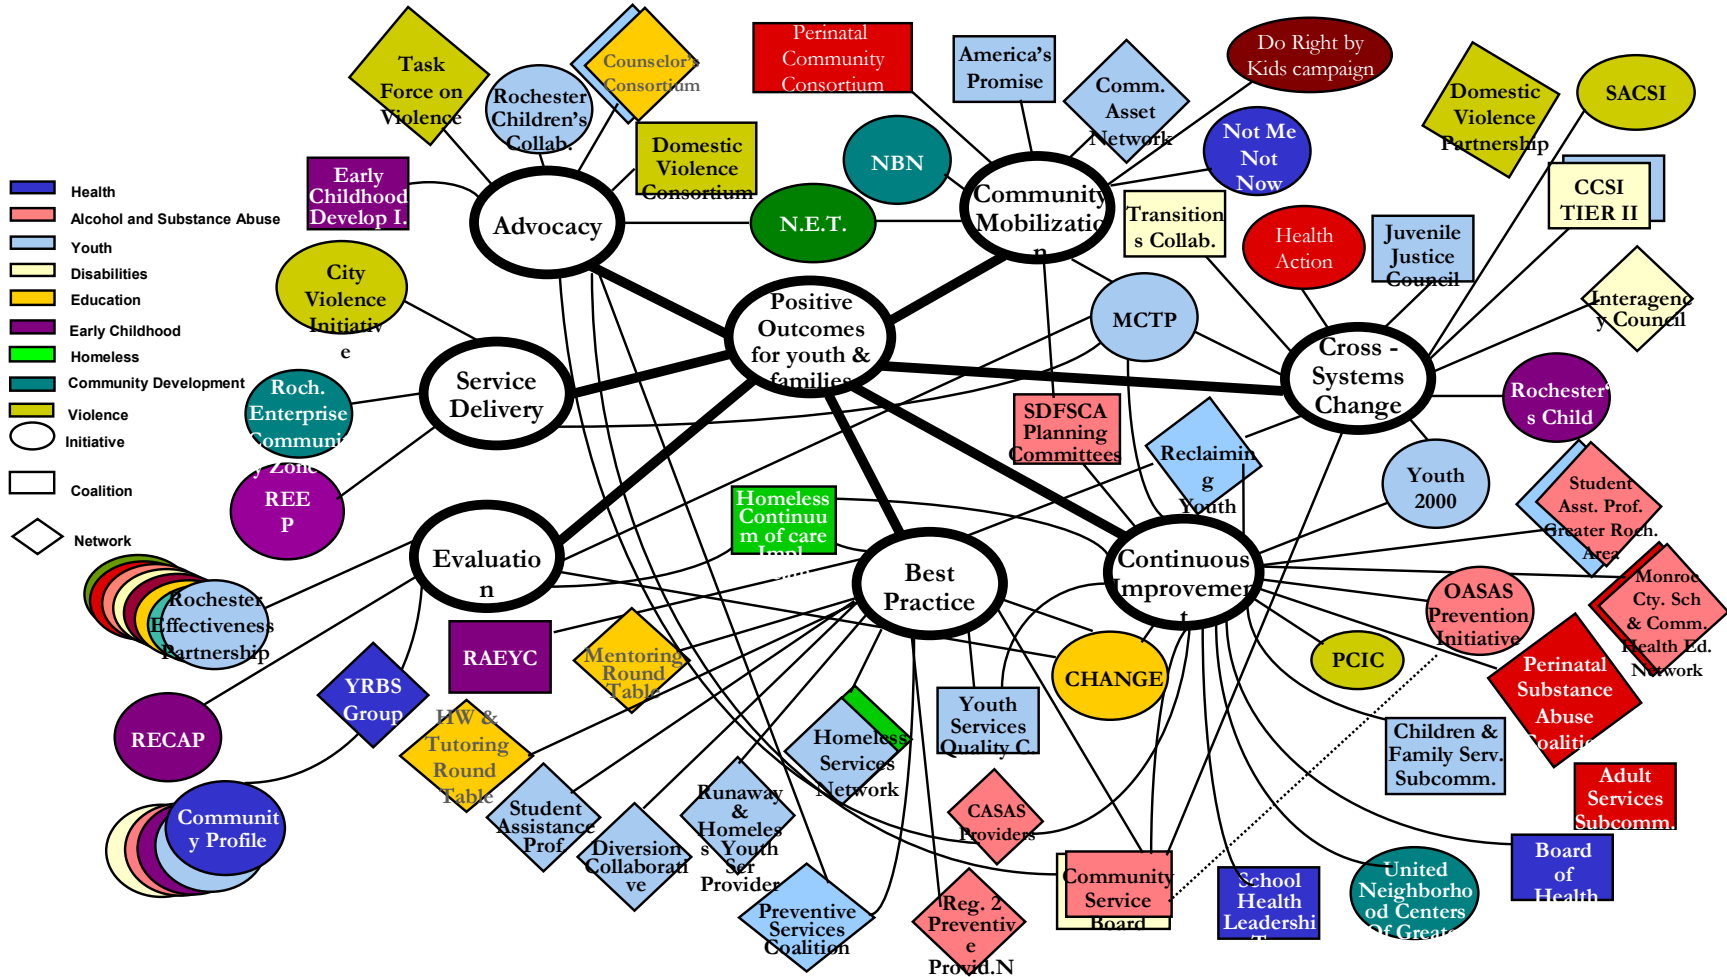 Task
Force on
Violence
Rochester
Children's
Collab.
Counselor's
Consortium
Perinatal
Community
Consortium
America's
Promise
Comm.
Asset
Network
Do Right by
Kids campaign
Domestic
Violence
Partnership
SACSI
Early
Childhood
Develop I.
Domestic
Violence
Consortium
NBN
Not Me
Not
Now
CCSI
TIER II
Advocacy
N.E.T.
Community
Mobilizatio
n
Transition
s Collab.
Health
Action
Juvenile
Justice
Council
Interagenc
y Council
Health
Alcohol and Substance Abuse
Youth
Disabilities
Education
Early Childhood
Homeless
Community Development
Violence
Initiative
Coalition
Network
City
Violence
Initiativ
e
Positive
Outcomes
for youth &
families
MCTP
Cross -
Systems
Change
Service
Delivery
Roch.
Enterprise
Communi
y Zone
REE
P
SDFSCA
Planning
Committees
Reclaimin
g
Youth
Rochester'
s Child
Youth
2000
Student
Asst. Prof.
Greater Roch.
Area
Homeless
Continuu
m of care
Impl.
Evaluatio
n
Best
Practice
Continuous
Improvemen
t
OASAS
Prevention
Initiative
Monroe
Cty. Sch
& Comm.
Health Ed.
Network
Rochester
Effectiveness
Partnership
RAEYC
Mentoring
Round
Table
CHANGE
PCIC
Perinatal
Substance
Abuse
Coalitio
YRBS
Group
RECAP
HW &
Tutoring
Round
Table
Homeless
Services
Network
Youth
Services
Quality C.
Children &
Family Serv.
Subcomm.
Adult
Services
Subcomm.
Communit
y Profile
Student
Assistance
Prof.
Diversion
Collaborati
ve
Runaway
&
Homeles
s Youth
Ser
Provider
CASAS
Providers
Preventive
Services
Coalition
Reg. 2
Preventiv
e
Provid.N
Community
Service
Board
School
Health
Leadershi
United
Neighborho
od Centers
Of Greate
Board
of
Health